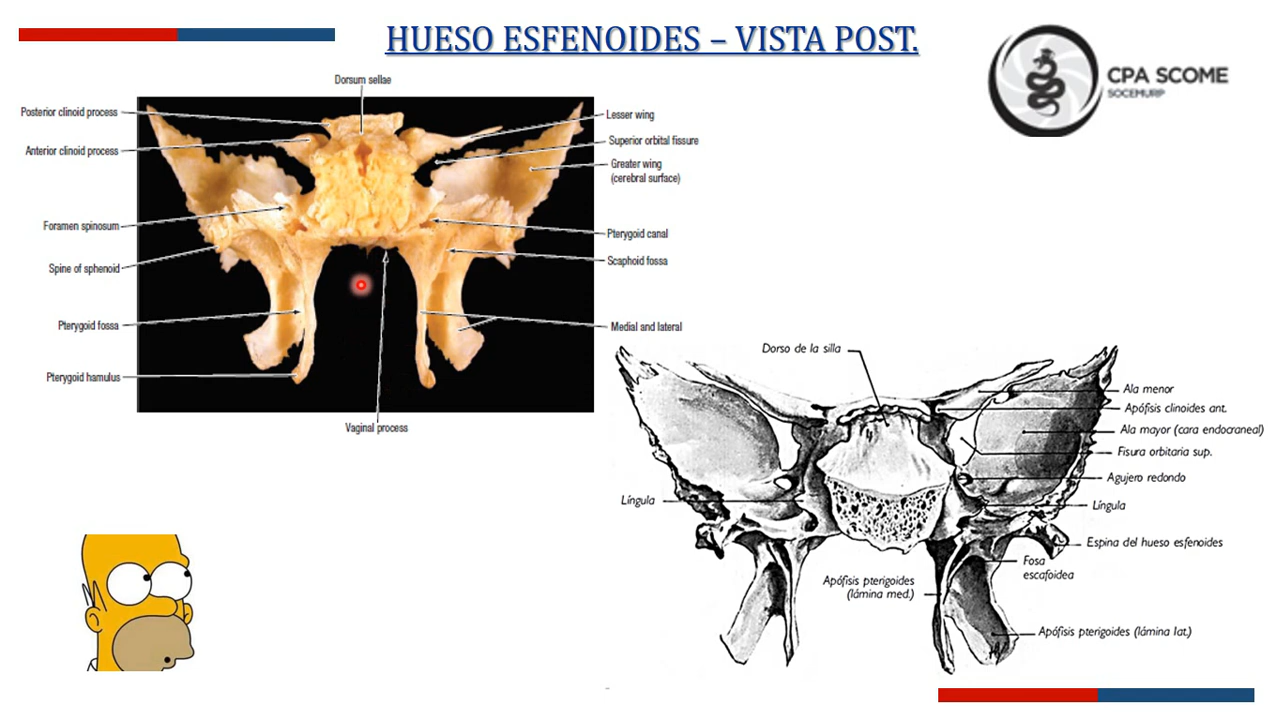 HUESO ESFENOIDES – VISTA POST.
CPA SCOME
SOCEMURP
Dorsum sellae
Posterior clinoid process
Anterior clinoid process
Foramen spinosum
Spine of sphenoid
Pterygoid fossa
Pterygoid hamulus
Vaginal process
Lesser wing
Superior orbital fissure
Greater wing
(cerebral surface)
Pterygoid canal
Scaphoid fossa
Medial and lateral
Dorso de la silla
Ala menor
Apófisis clinoides ant.
Ala mayor (cara endocraneal)
Fisura orbitaria sup.
Agujero redondo
Língula
Língula
Espina del hueso esfenoides
Fosa
escafoidea
Apófisis pterigoides
(lámina med.)
Apófisis pterigoides (lámina lat.)